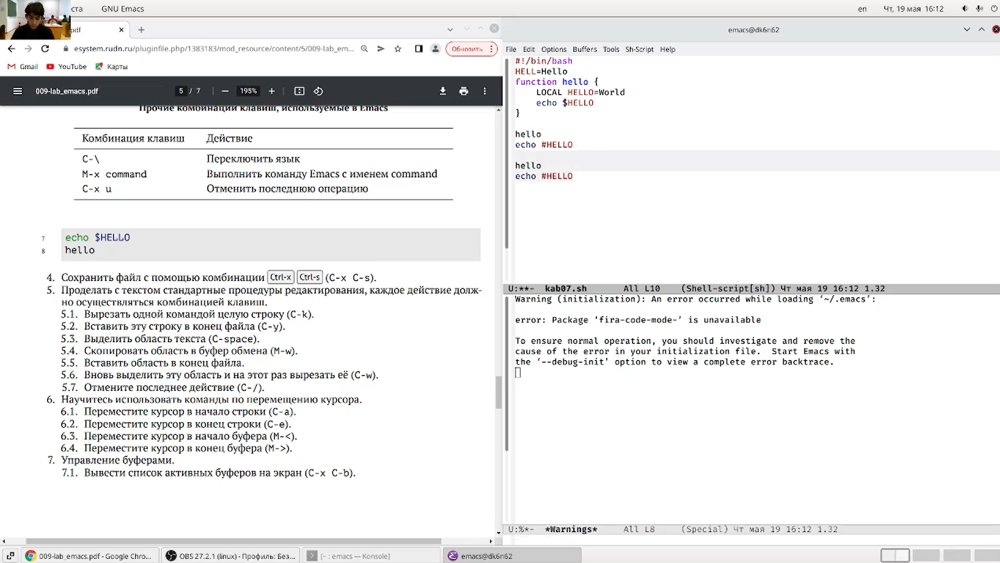 ста GNU Emacs en Чт, 19 мая 16:12
pdf
esystem.rudn.ru/pluginfile.php/1383183/mod_resource/content/5/009-lab_em... Обновить
Gmail YouTube Карты
009-lab_emacs.pdf 5 / 7 195%
Прочие комбинации клавиш, используемые в Emacs
Комбинация клавиш Действие
C-\ Переключить язык
M-x command Выполнить команду Emacs с именем command
C-x u Отменить последнюю операцию
7 echo $HELLO
8 hello
4. Сохранить файл с помощью комбинации Ctrl-x Ctrl-s (C-x C-s).
5. Проделать с текстом стандартные процедуры редактирования, каждое действие долж-
но осуществляться комбинацией клавиш.
5.1. Вырезать одной командой целую строку (C-k).
5.2. Вставить эту строку в конец файла (C-y).
5.3. Выделить область текста (C-space).
5.4. Скопировать область в буфер обмена (M-w).
5.5. Вставить область в конец файла.
5.6. Вновь выделить эту область и на этот раз вырезать её (C-w).
5.7. Отмените последнее действие (C-/).
6. Научитесь использовать команды по перемещению курсора.
6.1. Переместите курсор в начало строки (C-a).
6.2. Переместите курсор в конец строки (C-e).
6.3. Переместите курсор в начало буфера (M-<).
6.4. Переместите курсор в конец буфера (M->).
7. Управление буферами.
7.1. Вывести список активных буферов на экран (C-x C-b).
emacs@dk6n62
File Edit Options Buffers Tools Sh-Script Help
#!/bin/bash
HELL=Hello
function hello {
LOCAL HELLO=World
echo $HELLO
}
hello
echo #HELLO
hello
echo #HELLO
U:**- kab07.sh All L10 (Shell-script[sh]) Чт мая 19 16:12 1.32
Warning (initialization): An error occurred while loading ‘~/.emacs’:
error: Package ‘fira-code-mode-’ is unavailable
To ensure normal operation, you should investigate and remove the
cause of the error in your initialization file. Start Emacs with
the ‘--debug-init’ option to view a complete error backtrace.
U:%*- *Warnings* All L8 (Special) Чт мая 19 16:12 1.32
009-lab_emacs.pdf - Google Chro... OBS 27.2.1 (linux) - Профиль: Без... [~ : emacs — Konsole] emacs@dk6n62